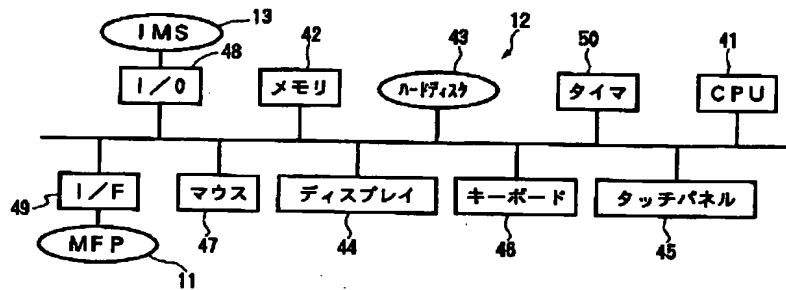 13
IMS
48
I/O
42
メモリ
43
ハードディスク
12
50
タイマ
41
CPU
I/F
49
MFP
11
マウス
47
ディスプレイ
44
キーボード
46
タッチパネル
45